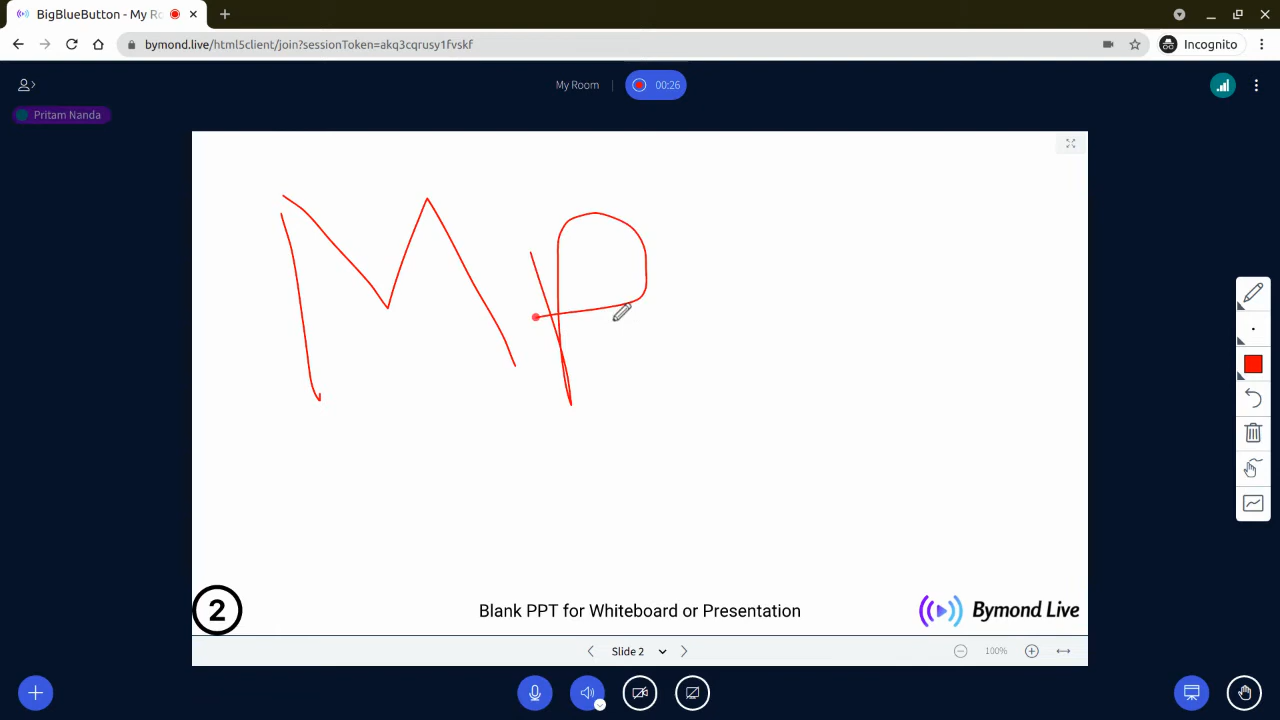 BigBlueButton - My Ro
bymond.live/html5client/join?sessionToken=akq3cqrusy1fvskf
Incognito
My Room
00:26
Pritam Nanda
MP
2
Blank PPT for Whiteboard or Presentation
Bymond Live
Slide 2
100%